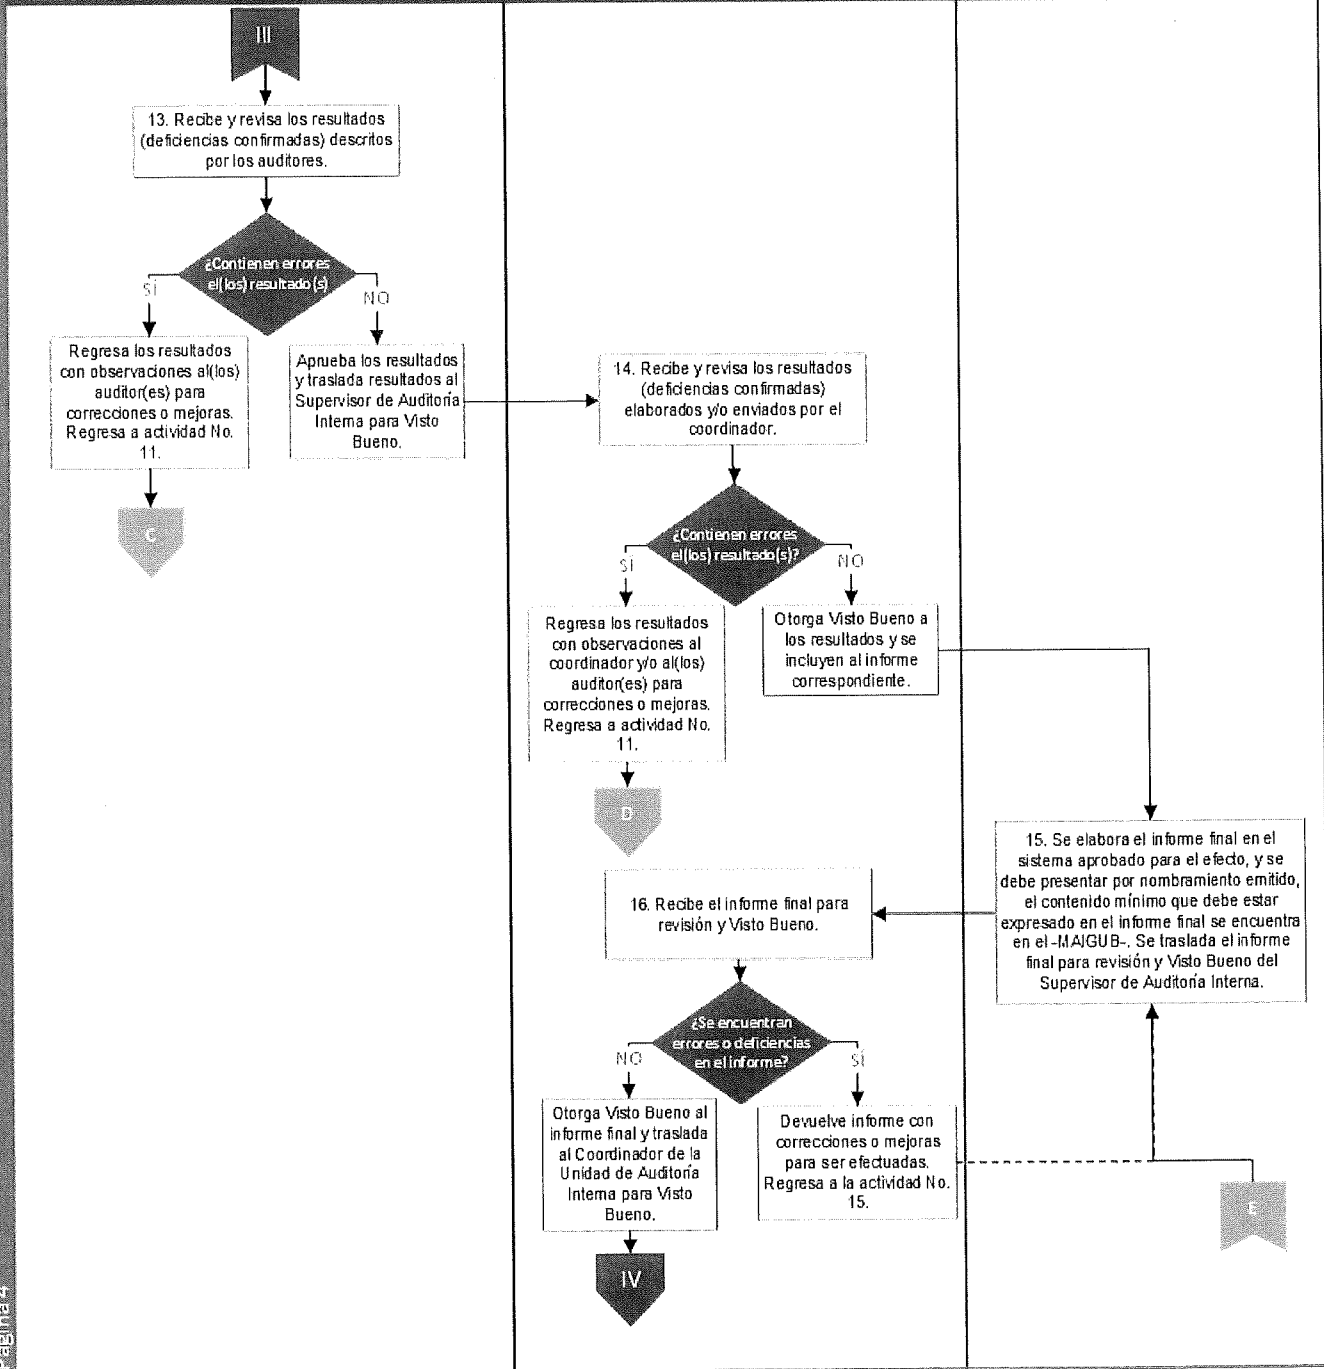 III
13. Recibe y revisa los resultados
(deficiencias confirmadas) descritos
por los auditores.
¿Contienen errores
el(los) resultado(s)
SÍ
NO
Regresa los resultados
con observaciones al(los)
auditor(es) para
correcciones o mejoras.
Regresa a actividad No.
11.
Aprueba los resultados
y traslada resultados al
Supervisor de Auditoría
Interna para Visto
Bueno.
C
14. Recibe y revisa los resultados
(deficiencias confirmadas)
elaborados y/o enviados por el
coordinador.
¿Contienen errores
el(los) resultado(s)?
SÍ
NO
Regresa los resultados
con observaciones al
coordinador y/o al(los)
auditor(es) para
correcciones o mejoras.
Regresa a actividad No.
11.
Otorga Visto Bueno a
los resultados y se
incluyen al informe
correspondiente.
D
15. Se elabora el informe final en el
sistema aprobado para el efecto, y se
debe presentar por nombramiento emitido,
el contenido mínimo que debe estar
expresado en el informe final se encuentra
en el -MAIGUB-. Se traslada el informe
final para revisión y Visto Bueno del
Supervisor de Auditoría Interna.
16. Recibe el informe final para
revisión y Visto Bueno.
¿Se encuentran
errores o deficiencias
en el informe?
NO
SÍ
Otorga Visto Bueno al
informe final y traslada
al Coordinador de la
Unidad de Auditoría
Interna para Visto
Bueno.
Devuelve informe con
correcciones o mejoras
para ser efectuadas.
Regresa a la actividad No.
15.
E
IV
Página 4